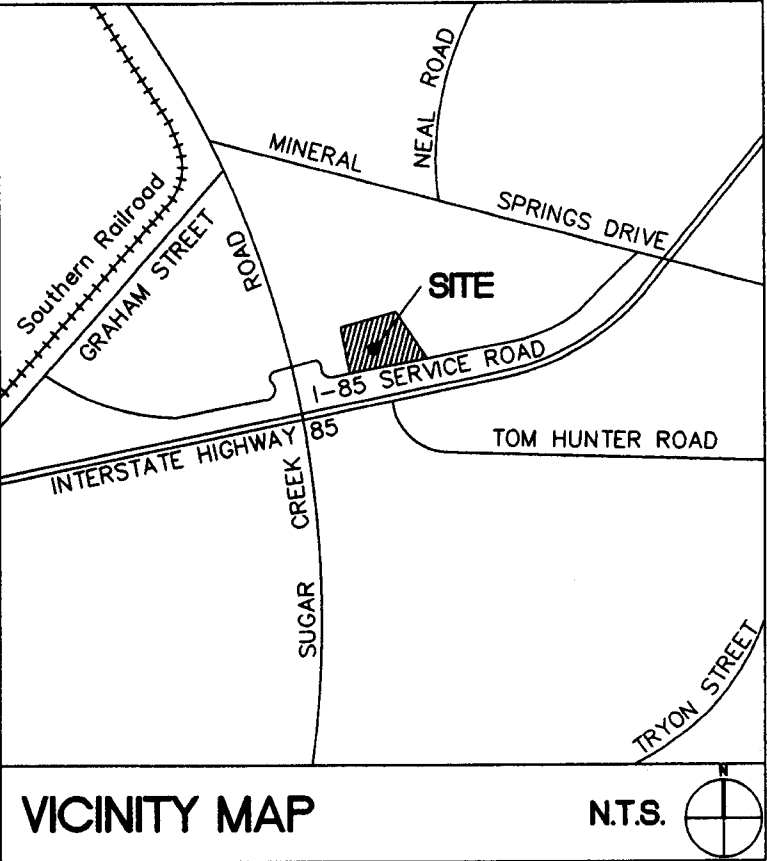 NEAL ROAD
MINERAL
SPRINGS DRIVE
Southern Railroad
GRAHAM STREET
ROAD
SITE
I-85 SERVICE ROAD
INTERSTATE HIGHWAY 85
TOM HUNTER ROAD
CREEK
SUGAR
TRYON STREET
VICINITY MAP
N.T.S.
N